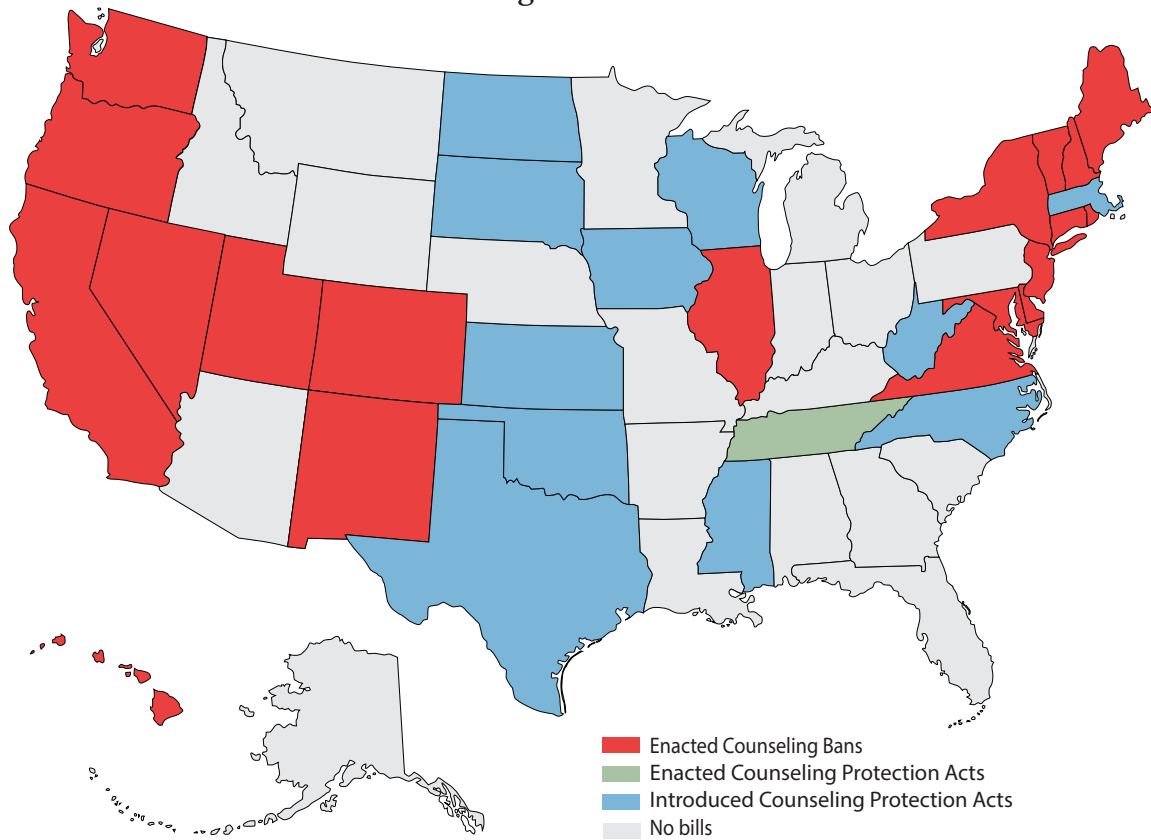 Enacted Counseling Bans
Enacted Counseling Protection Acts
Introduced Counseling Protection Acts
No bills